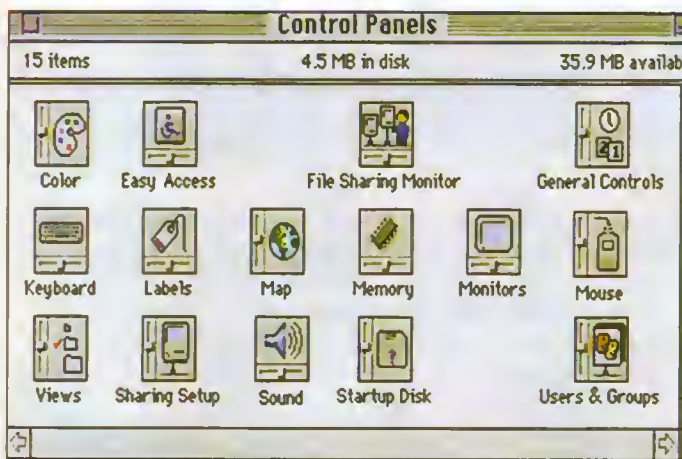 Control Panels
15 items 4.5 MB in disk 35.9 MB availab
Color Easy Access File Sharing Monitor General Controls
Keyboard Labels Map Memory Monitors Mouse
Views Sharing Setup Sound Startup Disk Users & Groups